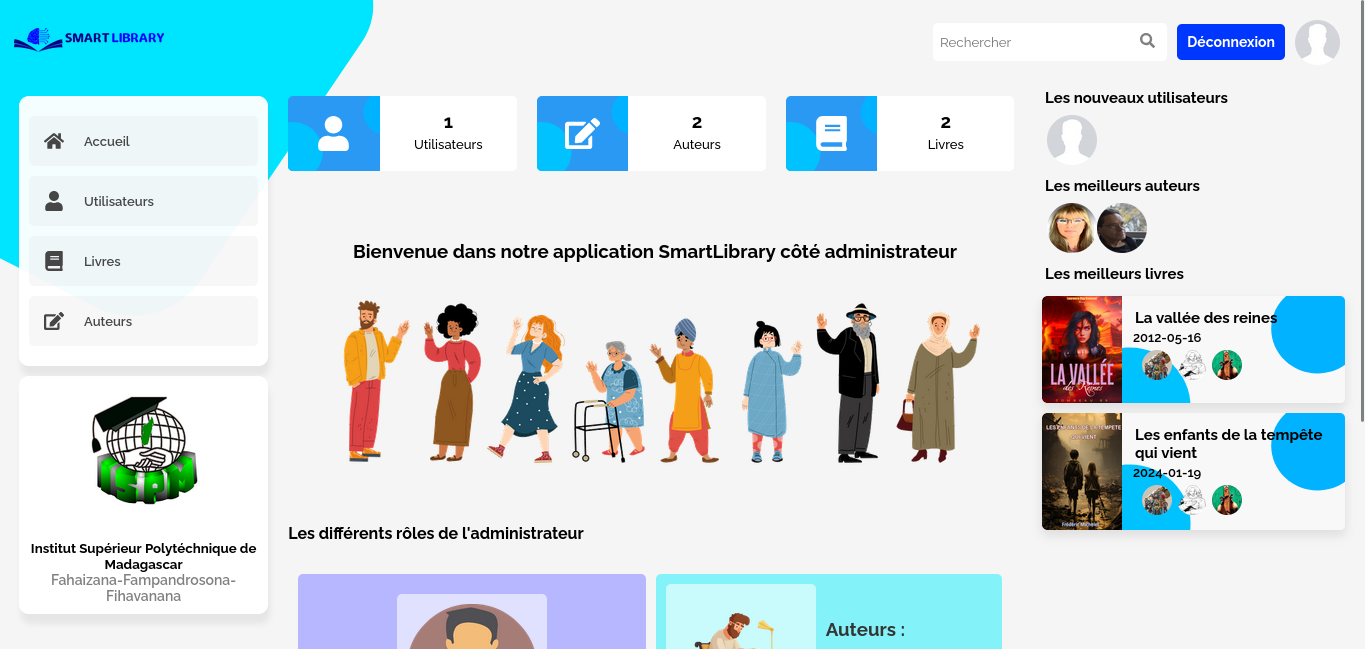 SMART LIBRARY
Rechercher
Déconnexion
Accueil
Utilisateurs
Livres
Auteurs
ISPM
Institut Supérieur Polytéchnique de
Madagascar
Fahaizana-Fampandrosona-
Fihavanana
1
Utilisateurs
2
Auteurs
2
Livres
Bienvenue dans notre application SmartLibrary côté administrateur
Les différents rôles de l'administrateur
Auteurs :
Les nouveaux utilisateurs
Les meilleurs auteurs
Les meilleurs livres
LA VALLÉE
des Reines
La vallée des reines
2012-05-16
LES ENFANTS DE LA TEMPETE
QUI VIENT
Les enfants de la tempête
qui vient
2024-01-19